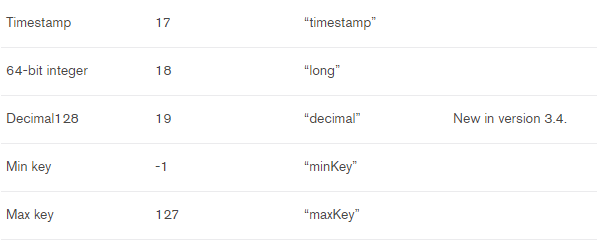 Timestamp 17 “timestamp”
64-bit integer 18 “long”
Decimal128 19 “decimal” New in version 3.4.
Min key -1 “minKey”
Max key 127 “maxKey”